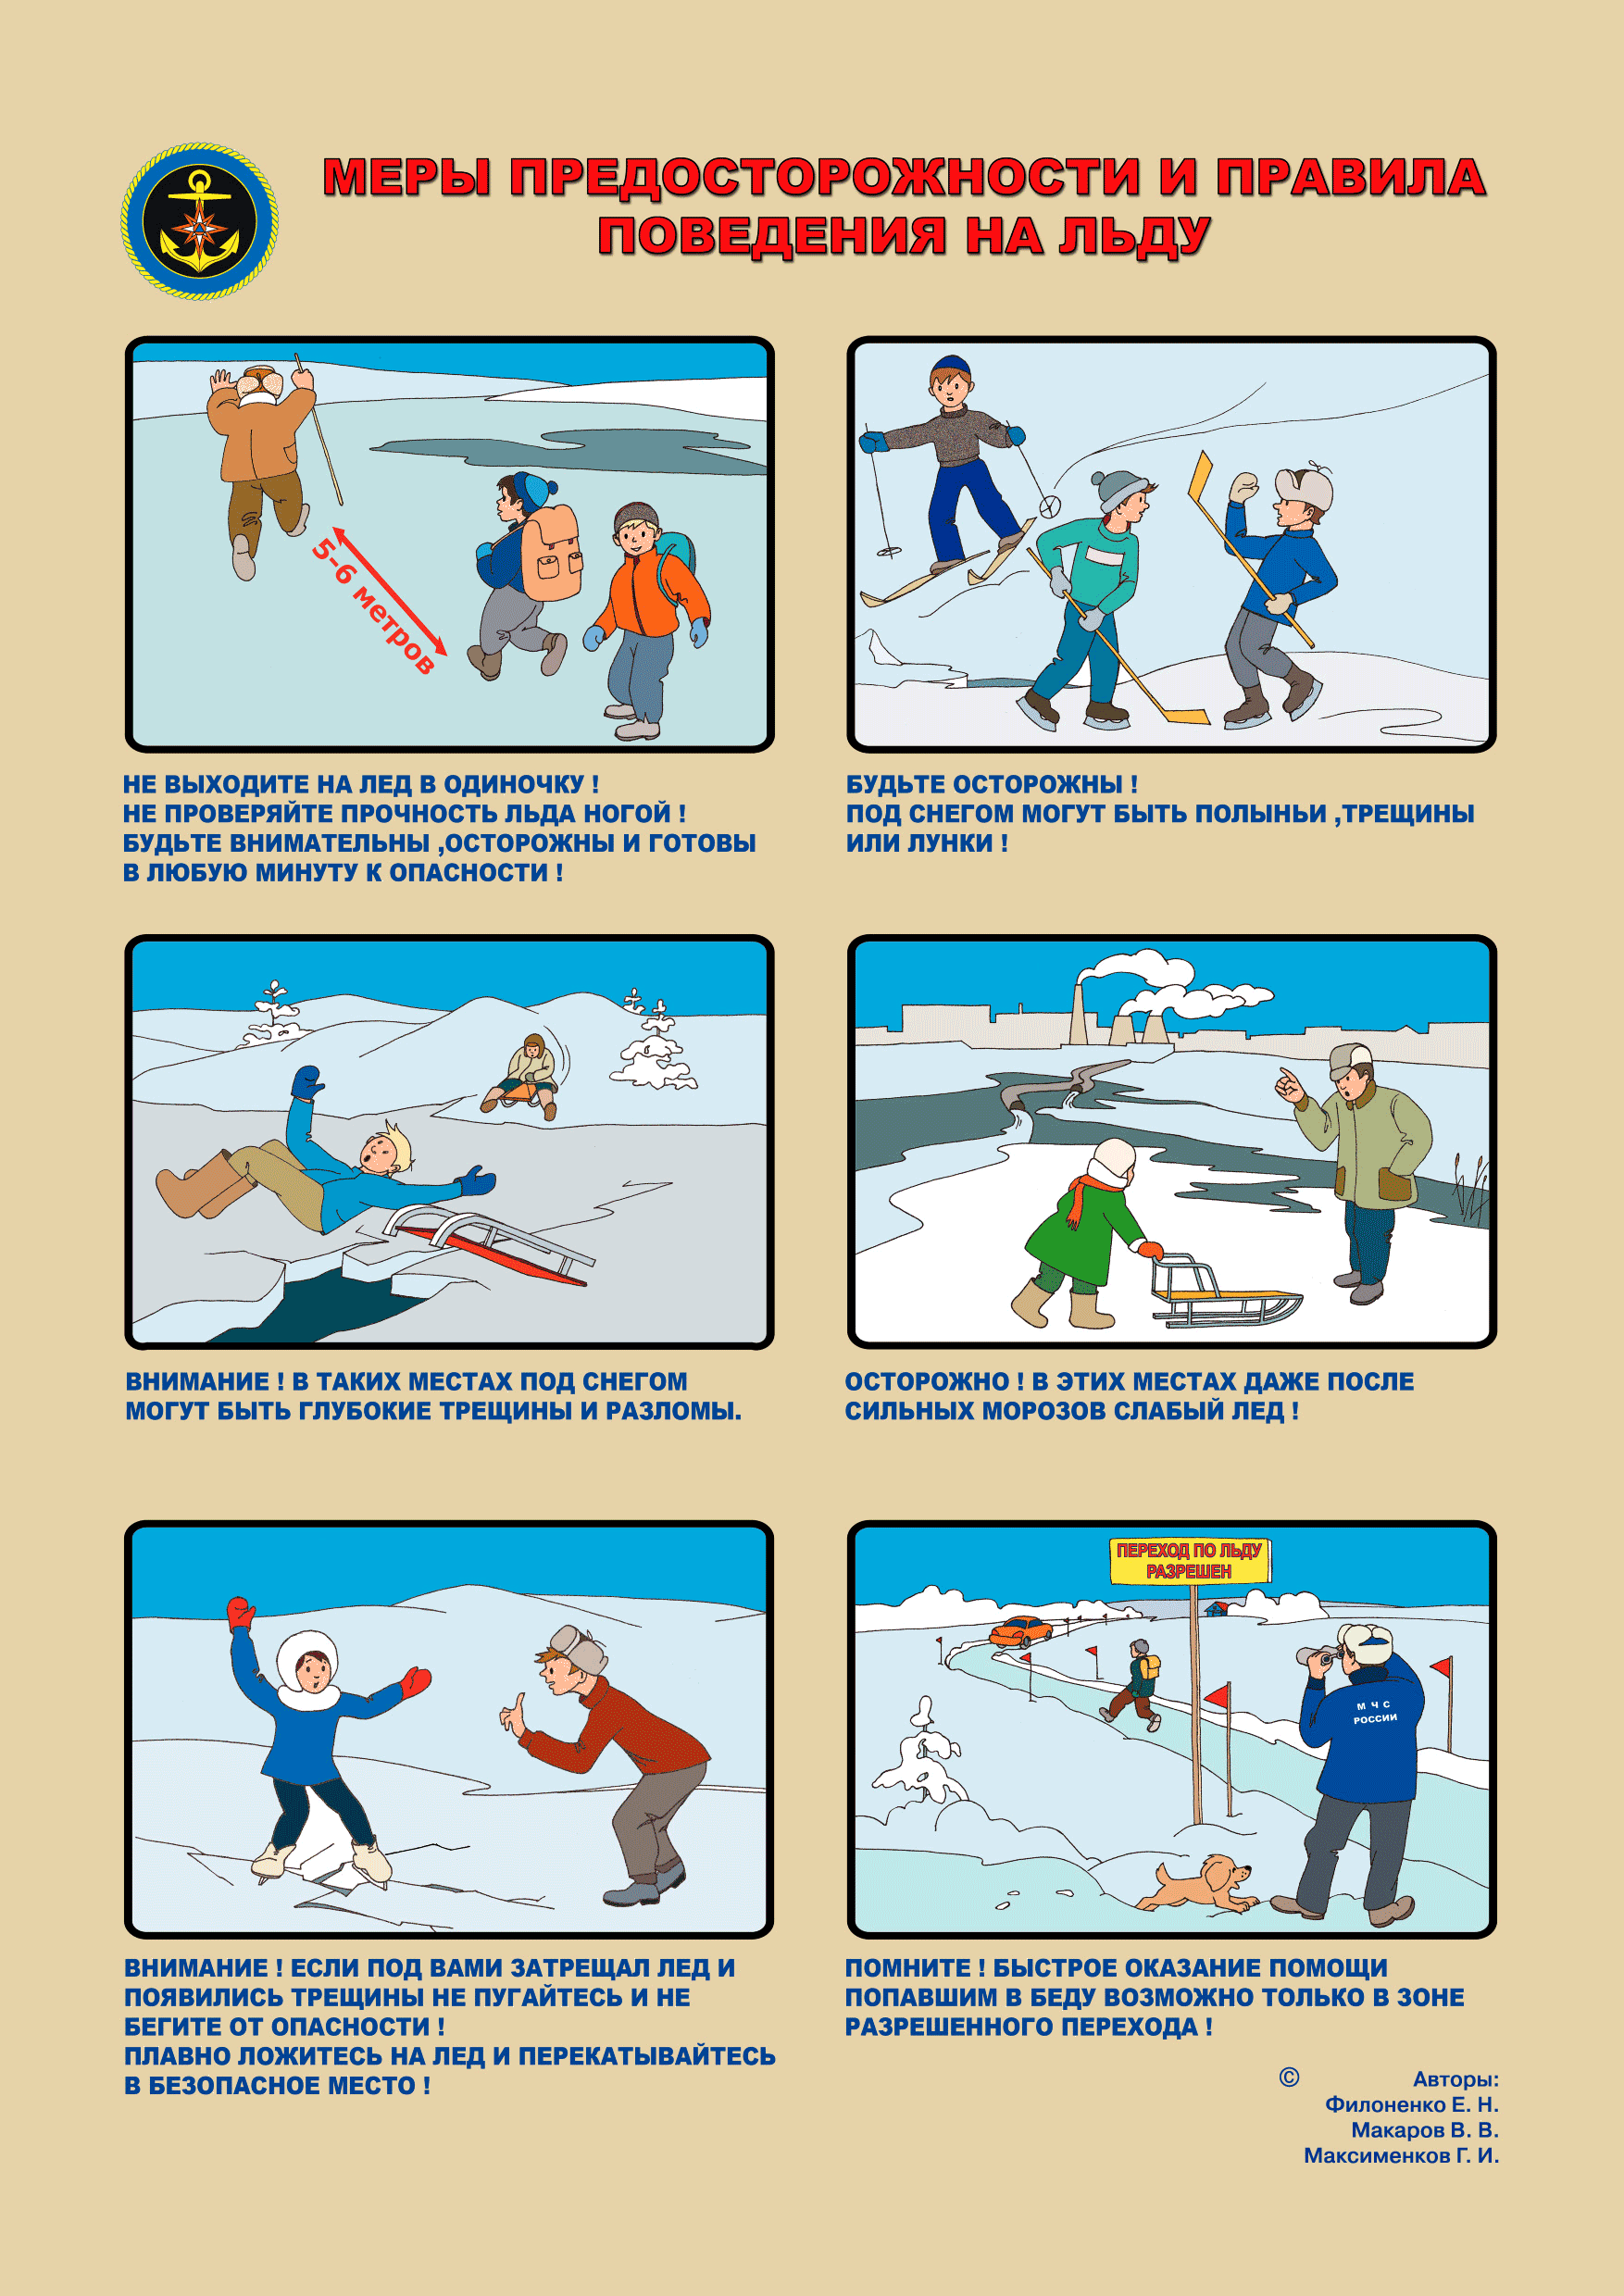 МЕРЫ ПРЕДОСТОРОЖНОСТИ И ПРАВИЛА
ПОВЕДЕНИЯ НА ЛЬДУ
5-6 метров
НЕ ВЫХОДИТЕ НА ЛЕД В ОДИНОЧКУ !
НЕ ПРОВЕРЯЙТЕ ПРОЧНОСТЬ ЛЬДА НОГОЙ !
БУДЬТЕ ВНИМАТЕЛЬНЫ ,ОСТОРОЖНЫ И ГОТОВЫ
В ЛЮБУЮ МИНУТУ К ОПАСНОСТИ !
БУДЬТЕ ОСТОРОЖНЫ !
ПОД СНЕГОМ МОГУТ БЫТЬ ПОЛЫНЬИ ,ТРЕЩИНЫ
ИЛИ ЛУНКИ !
ВНИМАНИЕ ! В ТАКИХ МЕСТАХ ПОД СНЕГОМ
МОГУТ БЫТЬ ГЛУБОКИЕ ТРЕЩИНЫ И РАЗЛОМЫ.
ОСТОРОЖНО ! В ЭТИХ МЕСТАХ ДАЖЕ ПОСЛЕ
СИЛЬНЫХ МОРОЗОВ СЛАБЫЙ ЛЕД !
ВНИМАНИЕ ! ЕСЛИ ПОД ВАМИ ЗАТРЕЩАЛ ЛЕД И
ПОЯВИЛИСЬ ТРЕЩИНЫ НЕ ПУГАЙТЕСЬ И НЕ
БЕГИТЕ ОТ ОПАСНОСТИ !
ПЛАВНО ЛОЖИТЕСЬ НА ЛЕД И ПЕРЕКАТЫВАЙТЕСЬ
В БЕЗОПАСНОЕ МЕСТО !
ПЕРЕХОД ПО ЛЬДУ
РАЗРЕШЕН
М Ч С
РОССИИ
ПОМНИТЕ ! БЫСТРОЕ ОКАЗАНИЕ ПОМОЩИ
ПОПАВШИМ В БЕДУ ВОЗМОЖНО ТОЛЬКО В ЗОНЕ
РАЗРЕШЕННОГО ПЕРЕХОДА !
© Авторы:
Филоненко Е. Н.
Макаров В. В.
Максименков Г. И.